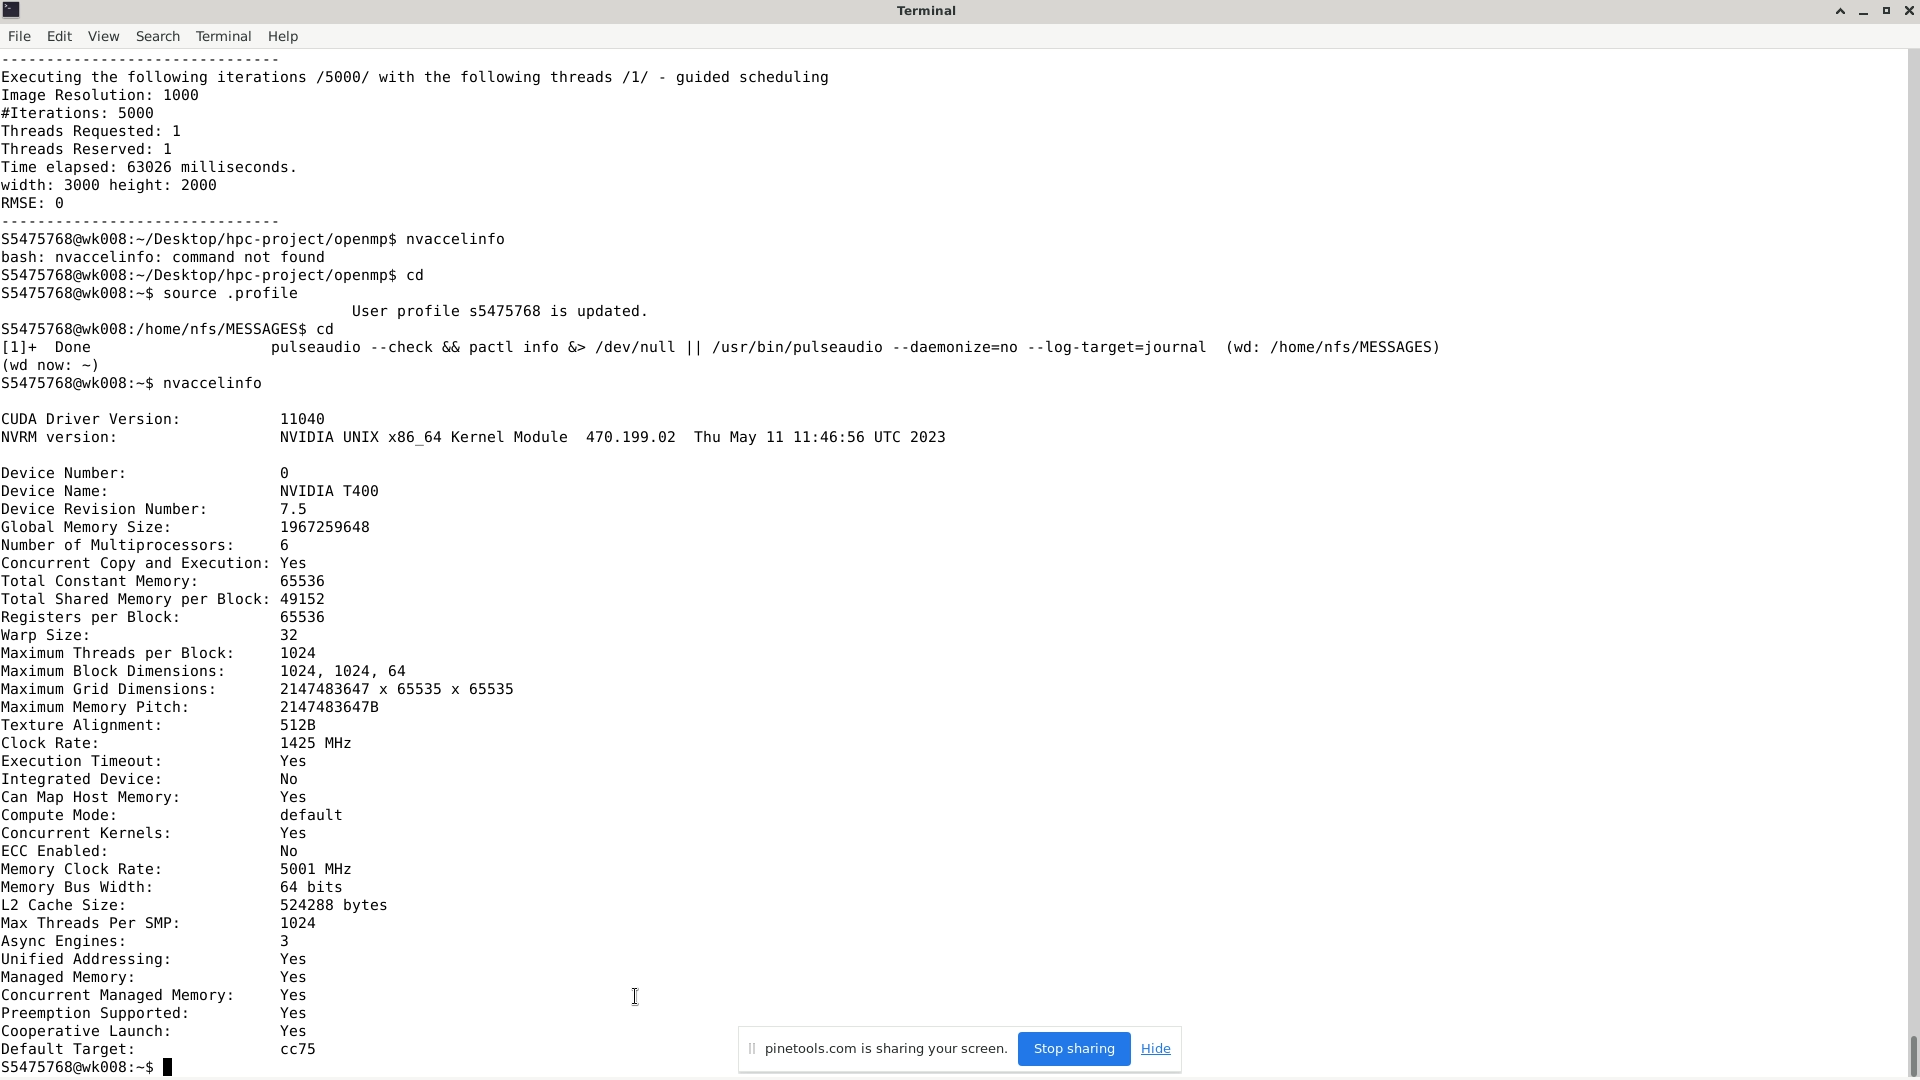 Terminal
File Edit View Search Terminal Help
-------------------------------
Executing the following iterations /5000/ with the following threads /1/ - guided scheduling
Image Resolution: 1000
#Iterations: 5000
Threads Requested: 1
Threads Reserved: 1
Time elapsed: 63026 milliseconds.
width: 3000 height: 2000
RMSE: 0
-------------------------------
S5475768@wk008:~/Desktop/hpc-project/openmp$ nvaccelinfo
bash: nvaccelinfo: command not found
S5475768@wk008:~/Desktop/hpc-project/openmp$ cd
S5475768@wk008:~$ source .profile
User profile s5475768 is updated.
S5475768@wk008:/home/nfs/MESSAGES$ cd
[1]+  Done                    pulseaudio --check && pactl info &> /dev/null || /usr/bin/pulseaudio --daemonize=no --log-target=journal  (wd: /home/nfs/MESSAGES)
(wd now: ~)
S5475768@wk008:~$ nvaccelinfo
CUDA Driver Version:           11040
NVRM version:                  NVIDIA UNIX x86_64 Kernel Module  470.199.02  Thu May 11 11:46:56 UTC 2023
Device Number:                 0
Device Name:                   NVIDIA T400
Device Revision Number:        7.5
Global Memory Size:            1967259648
Number of Multiprocessors:     6
Concurrent Copy and Execution: Yes
Total Constant Memory:         65536
Total Shared Memory per Block: 49152
Registers per Block:           65536
Warp Size:                     32
Maximum Threads per Block:     1024
Maximum Block Dimensions:      1024, 1024, 64
Maximum Grid Dimensions:       2147483647 x 65535 x 65535
Maximum Memory Pitch:          2147483647B
Texture Alignment:             512B
Clock Rate:                    1425 MHz
Execution Timeout:             Yes
Integrated Device:             No
Can Map Host Memory:           Yes
Compute Mode:                  default
Concurrent Kernels:            Yes
ECC Enabled:                   No
Memory Clock Rate:             5001 MHz
Memory Bus Width:              64 bits
L2 Cache Size:                 524288 bytes
Max Threads Per SMP:           1024
Async Engines:                 3
Unified Addressing:            Yes
Managed Memory:                Yes
Concurrent Managed Memory:     Yes
Preemption Supported:          Yes
Cooperative Launch:            Yes
Default Target:                cc75
S5475768@wk008:~$
pinetools.com is sharing your screen. Stop sharing Hide